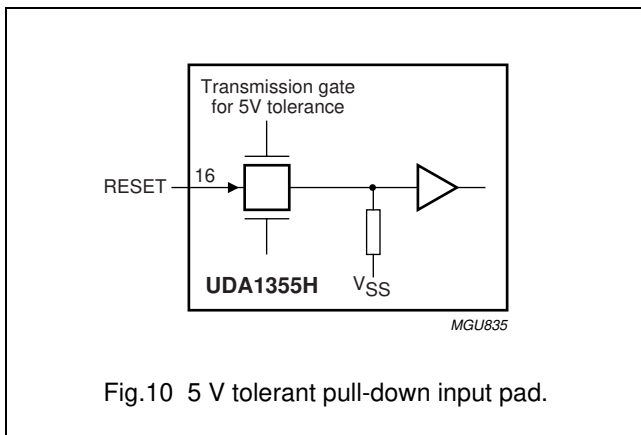 Transmission gate
for 5V tolerance
RESET
16
UDA1355H
VSS
MGU835
Fig.10 5 V tolerant pull-down input pad.